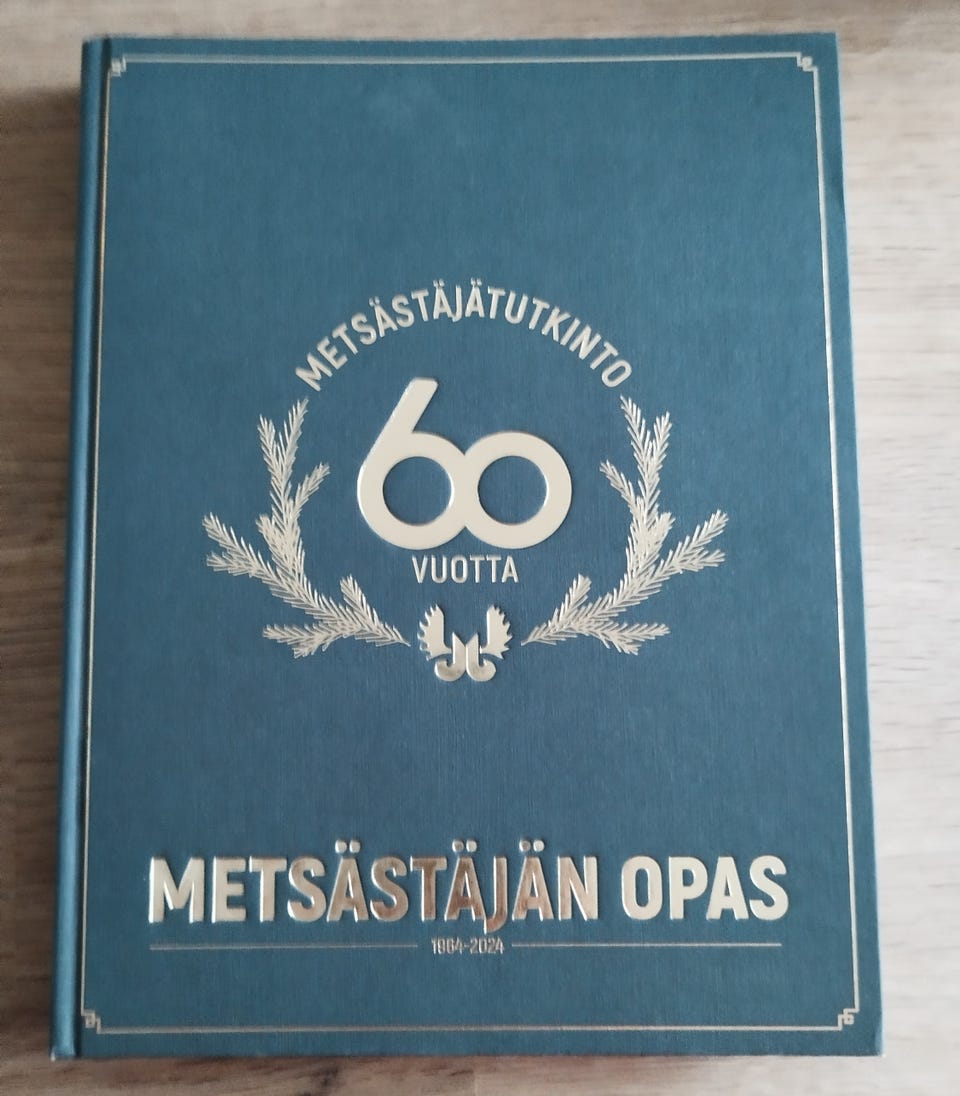 METSÄSTÄJÄTUTKINTO
60
VUOTTA
METSÄSTÄJÄN OPAS
1964-2024